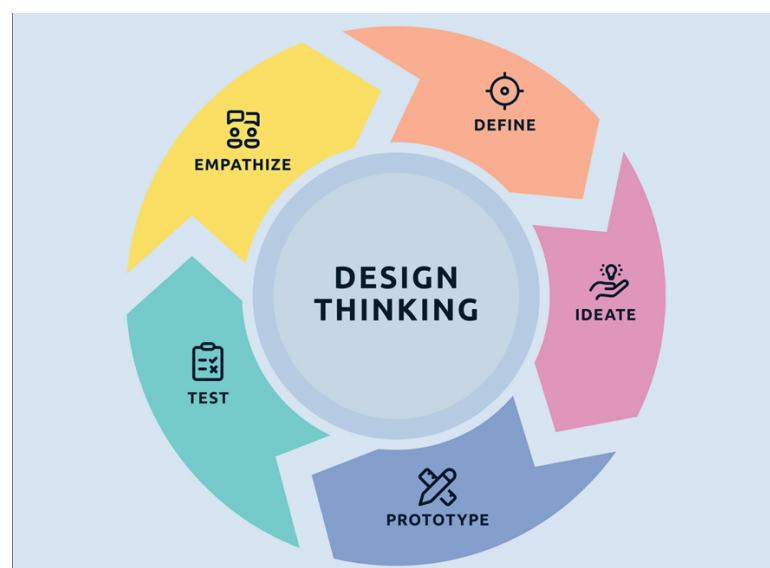 DESIGN
THINKING
EMPATHIZE
DEFINE
IDEATE
PROTOTYPE
TEST